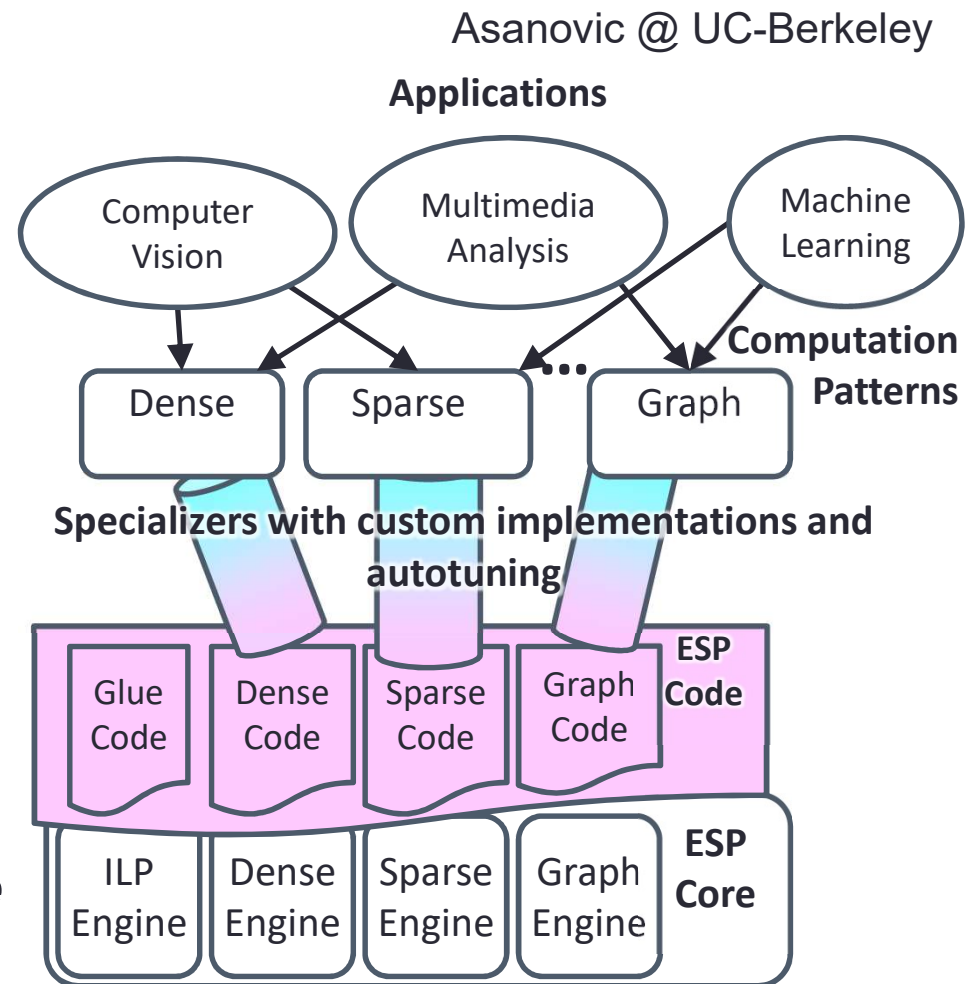 Asanovic @ UC-Berkeley
Applications
Computer
Vision
Multimedia
Analysis
Machine
Learning
Computation
Patterns
Dense
Sparse
...
Graph
Specializers with custom implementations and
autotuning
Glue
Code
Dense
Code
Sparse
Code
Graph
Code
ESP
Code
ILP
Engine
Dense
Engine
Sparse
Engine
Graph
Engine
ESP
Core